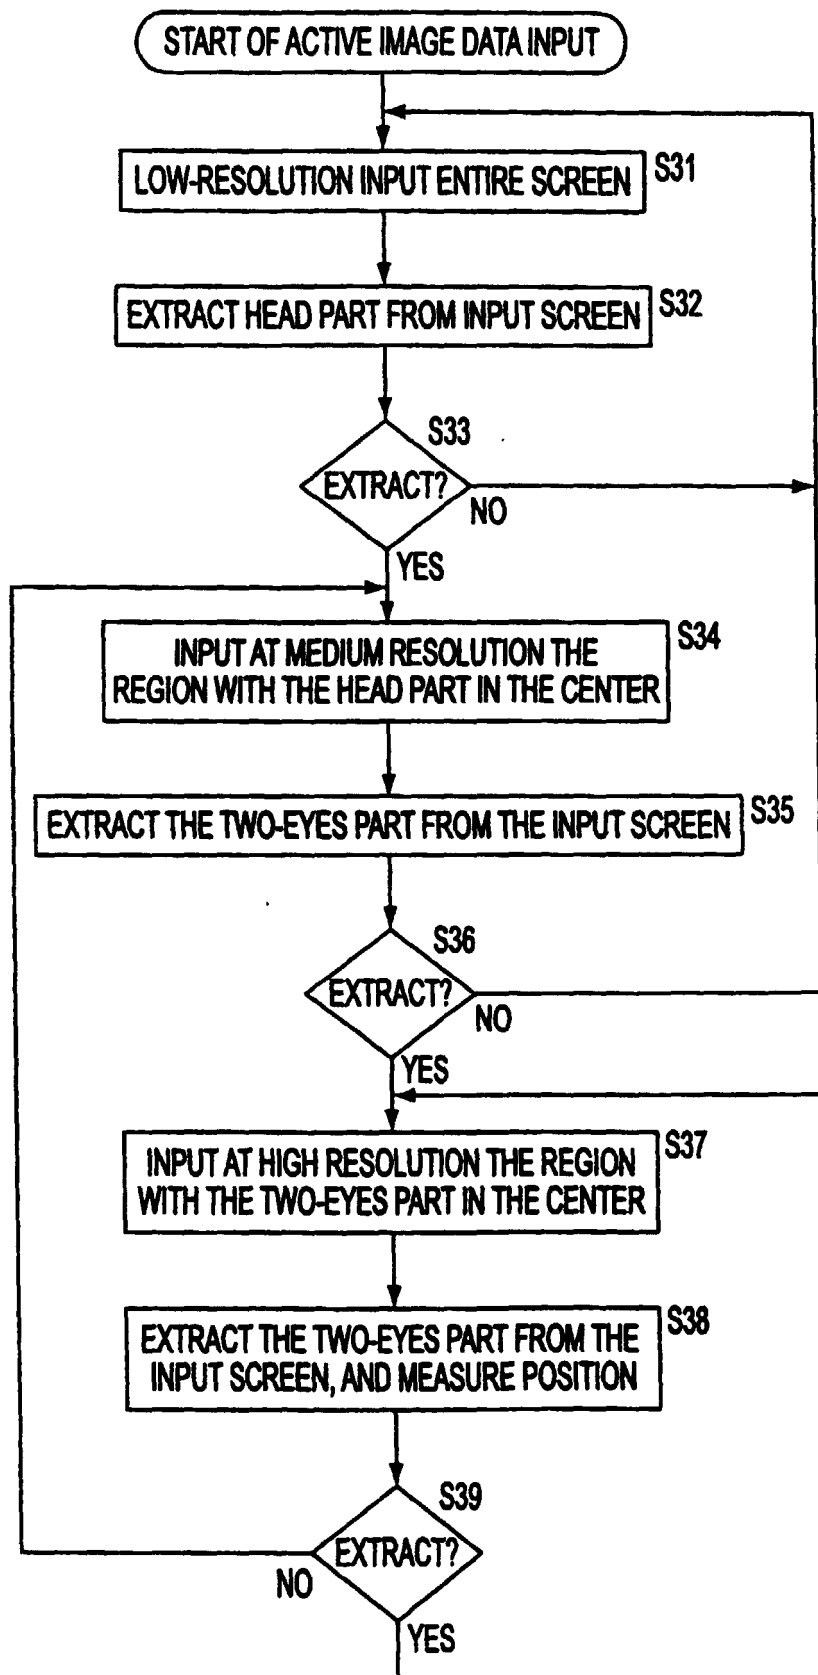 START OF ACTIVE IMAGE DATA INPUT
LOW-RESOLUTION INPUT ENTIRE SCREEN
S31
EXTRACT HEAD PART FROM INPUT SCREEN
S32
S33
EXTRACT?
NO
YES
INPUT AT MEDIUM RESOLUTION THE
REGION WITH THE HEAD PART IN THE CENTER
S34
EXTRACT THE TWO-EYES PART FROM THE INPUT SCREEN
S35
S36
EXTRACT?
NO
YES
INPUT AT HIGH RESOLUTION THE REGION
WITH THE TWO-EYES PART IN THE CENTER
S37
EXTRACT THE TWO-EYES PART FROM THE
INPUT SCREEN, AND MEASURE POSITION
S38
S39
EXTRACT?
NO
YES